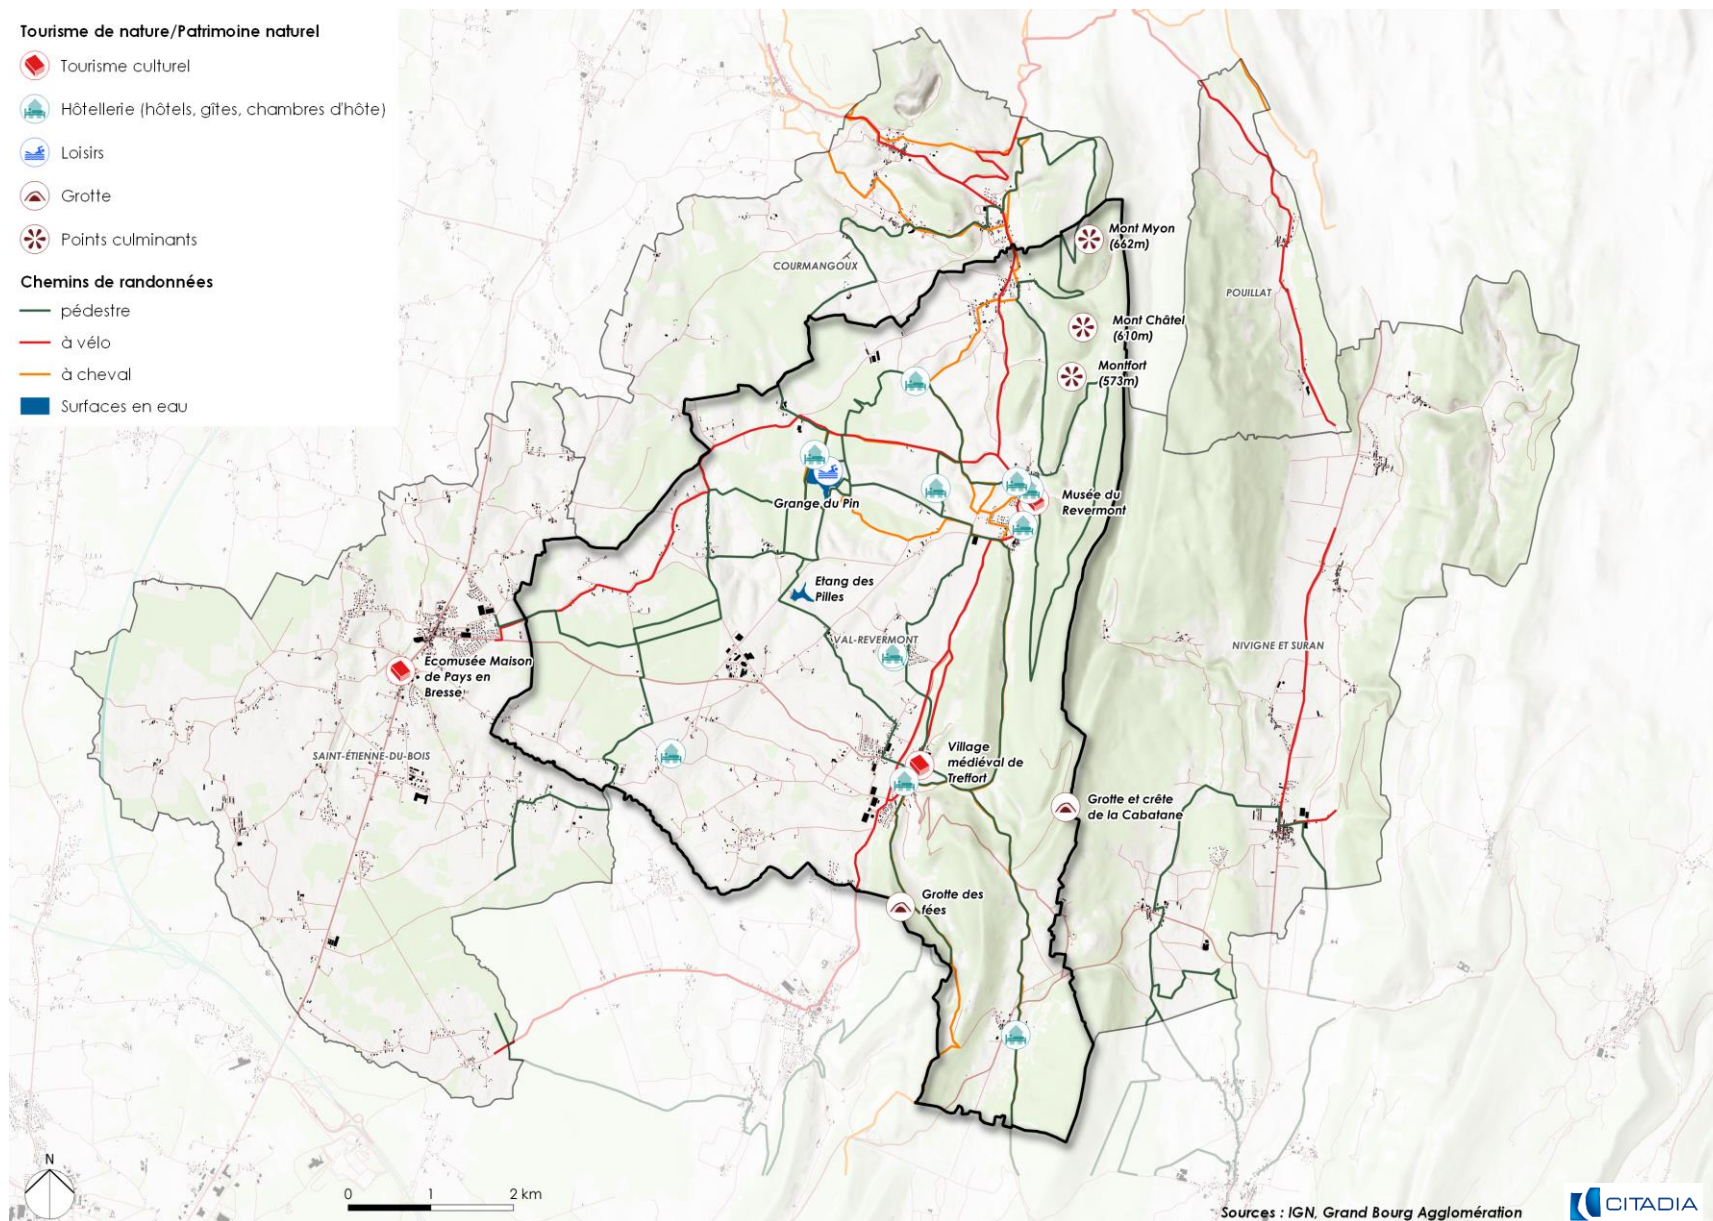 Tourisme de nature/Patrimoine naturel
Tourisme culturel
Hôtellerie (hôtels, gîtes, chambres d'hôte)
Loisirs
Grotte
Points culminants
Chemins de randonnées
pédestre
à vélo
à cheval
Surfaces en eau
Mont Myon
(662m)
COURMANGOUX
POUILLAT
Mont Châtel
(610m)
Montfort
(573m)
Grange du Pin
Musée du
Revermont
Etang des
Pilles
VAL-REVERMONT
NIVIGNE ET SURAN
Ecomusée Maison
de Pays en
Bresse
SAINT-ÉTIENNE-DU-BOIS
Village
médiéval de
Treffort
Grotte et crête
de la Cabatane
Grotte des
fées
N
0 1 2 km
Sources : IGN, Grand Bourg Agglomération
CITADIA